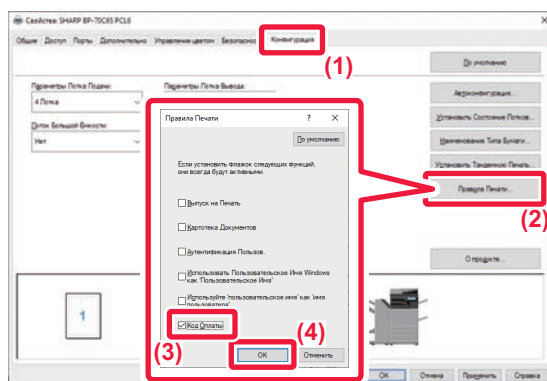 Свойства: SHARP BP-70C65 PCL6
Общие Доступ Порты Дополнительно Управление цветом Безопасность Конфигурация
(1)
По умолчанию
Параметры Лотка Подачи:
Параметры Лотка Вывода:
4 Лотка
Автоконфигурация...
Установить Состояние Лотков...
Лоток Большой Емкости:
Нет
Наименование Типа Бумаги...
Установить Тандемную Печать...
Правила Печати...
(2)
О продукте...
Правила Печати ? X
По умолчанию
Если установить флажок следующих функций,
они всегда будут активными.
Выпуск на Печать
Картотека Документов
Аутентификация Пользов.
Использовать Пользовательское Имя Windows
как 'Пользовательское Имя'
Используйте 'пользовательское имя' как 'имя
пользователя'
Код Оплаты
(3)
(4)
OK Отменить
1
OK Отмена Применить Справка